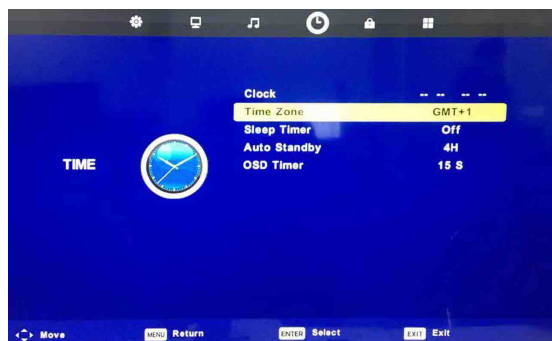 Clock -- -- -- --
Time Zone GMT+1
Sleep Timer Off
Auto Standby 4H
TIME
OSD Timer 15 S
Move MENU Return ENTER Select EXIT Exit